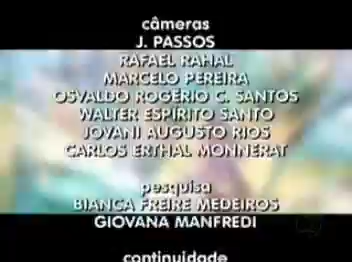 câmeras
J. PASSOS
RAFAEL RAHAL
MARCELO PEREIRA
OSVALDO ROGÉRIO C. SANTOS
WALTER ESPÍRITO SANTO
JOVANI AUGUSTO RIOS
CARLOS ERTHAL MONNERAT
pesquisa
BIANCA FREIRE MEDEIROS
GIOVANA MANFREDI
continuidade